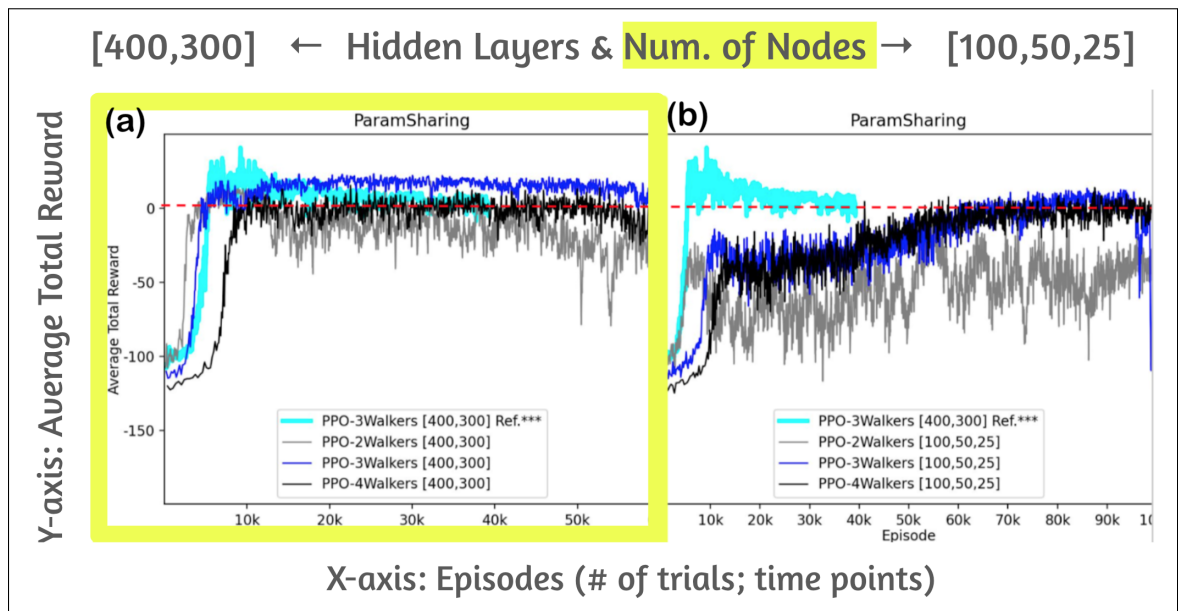 [400,300] ← Hidden Layers & Num. of Nodes → [100,50,25]
Y-axis: Average Total Reward
(a)
ParamSharing
Average Total Reward
0
-50
-100
-150
PPO-3Walkers [400,300] Ref.***
PPO-2Walkers [400,300]
PPO-3Walkers [400,300]
PPO-4Walkers [400,300]
10k 20k 30k 40k 50k
(b)
ParamSharing
PPO-3Walkers [400,300] Ref.***
PPO-2Walkers [100,50,25]
PPO-3Walkers [100,50,25]
PPO-4Walkers [100,50,25]
10k 20k 30k 40k 50k 60k 70k 80k 90k
Episode
X-axis: Episodes (# of trials; time points)